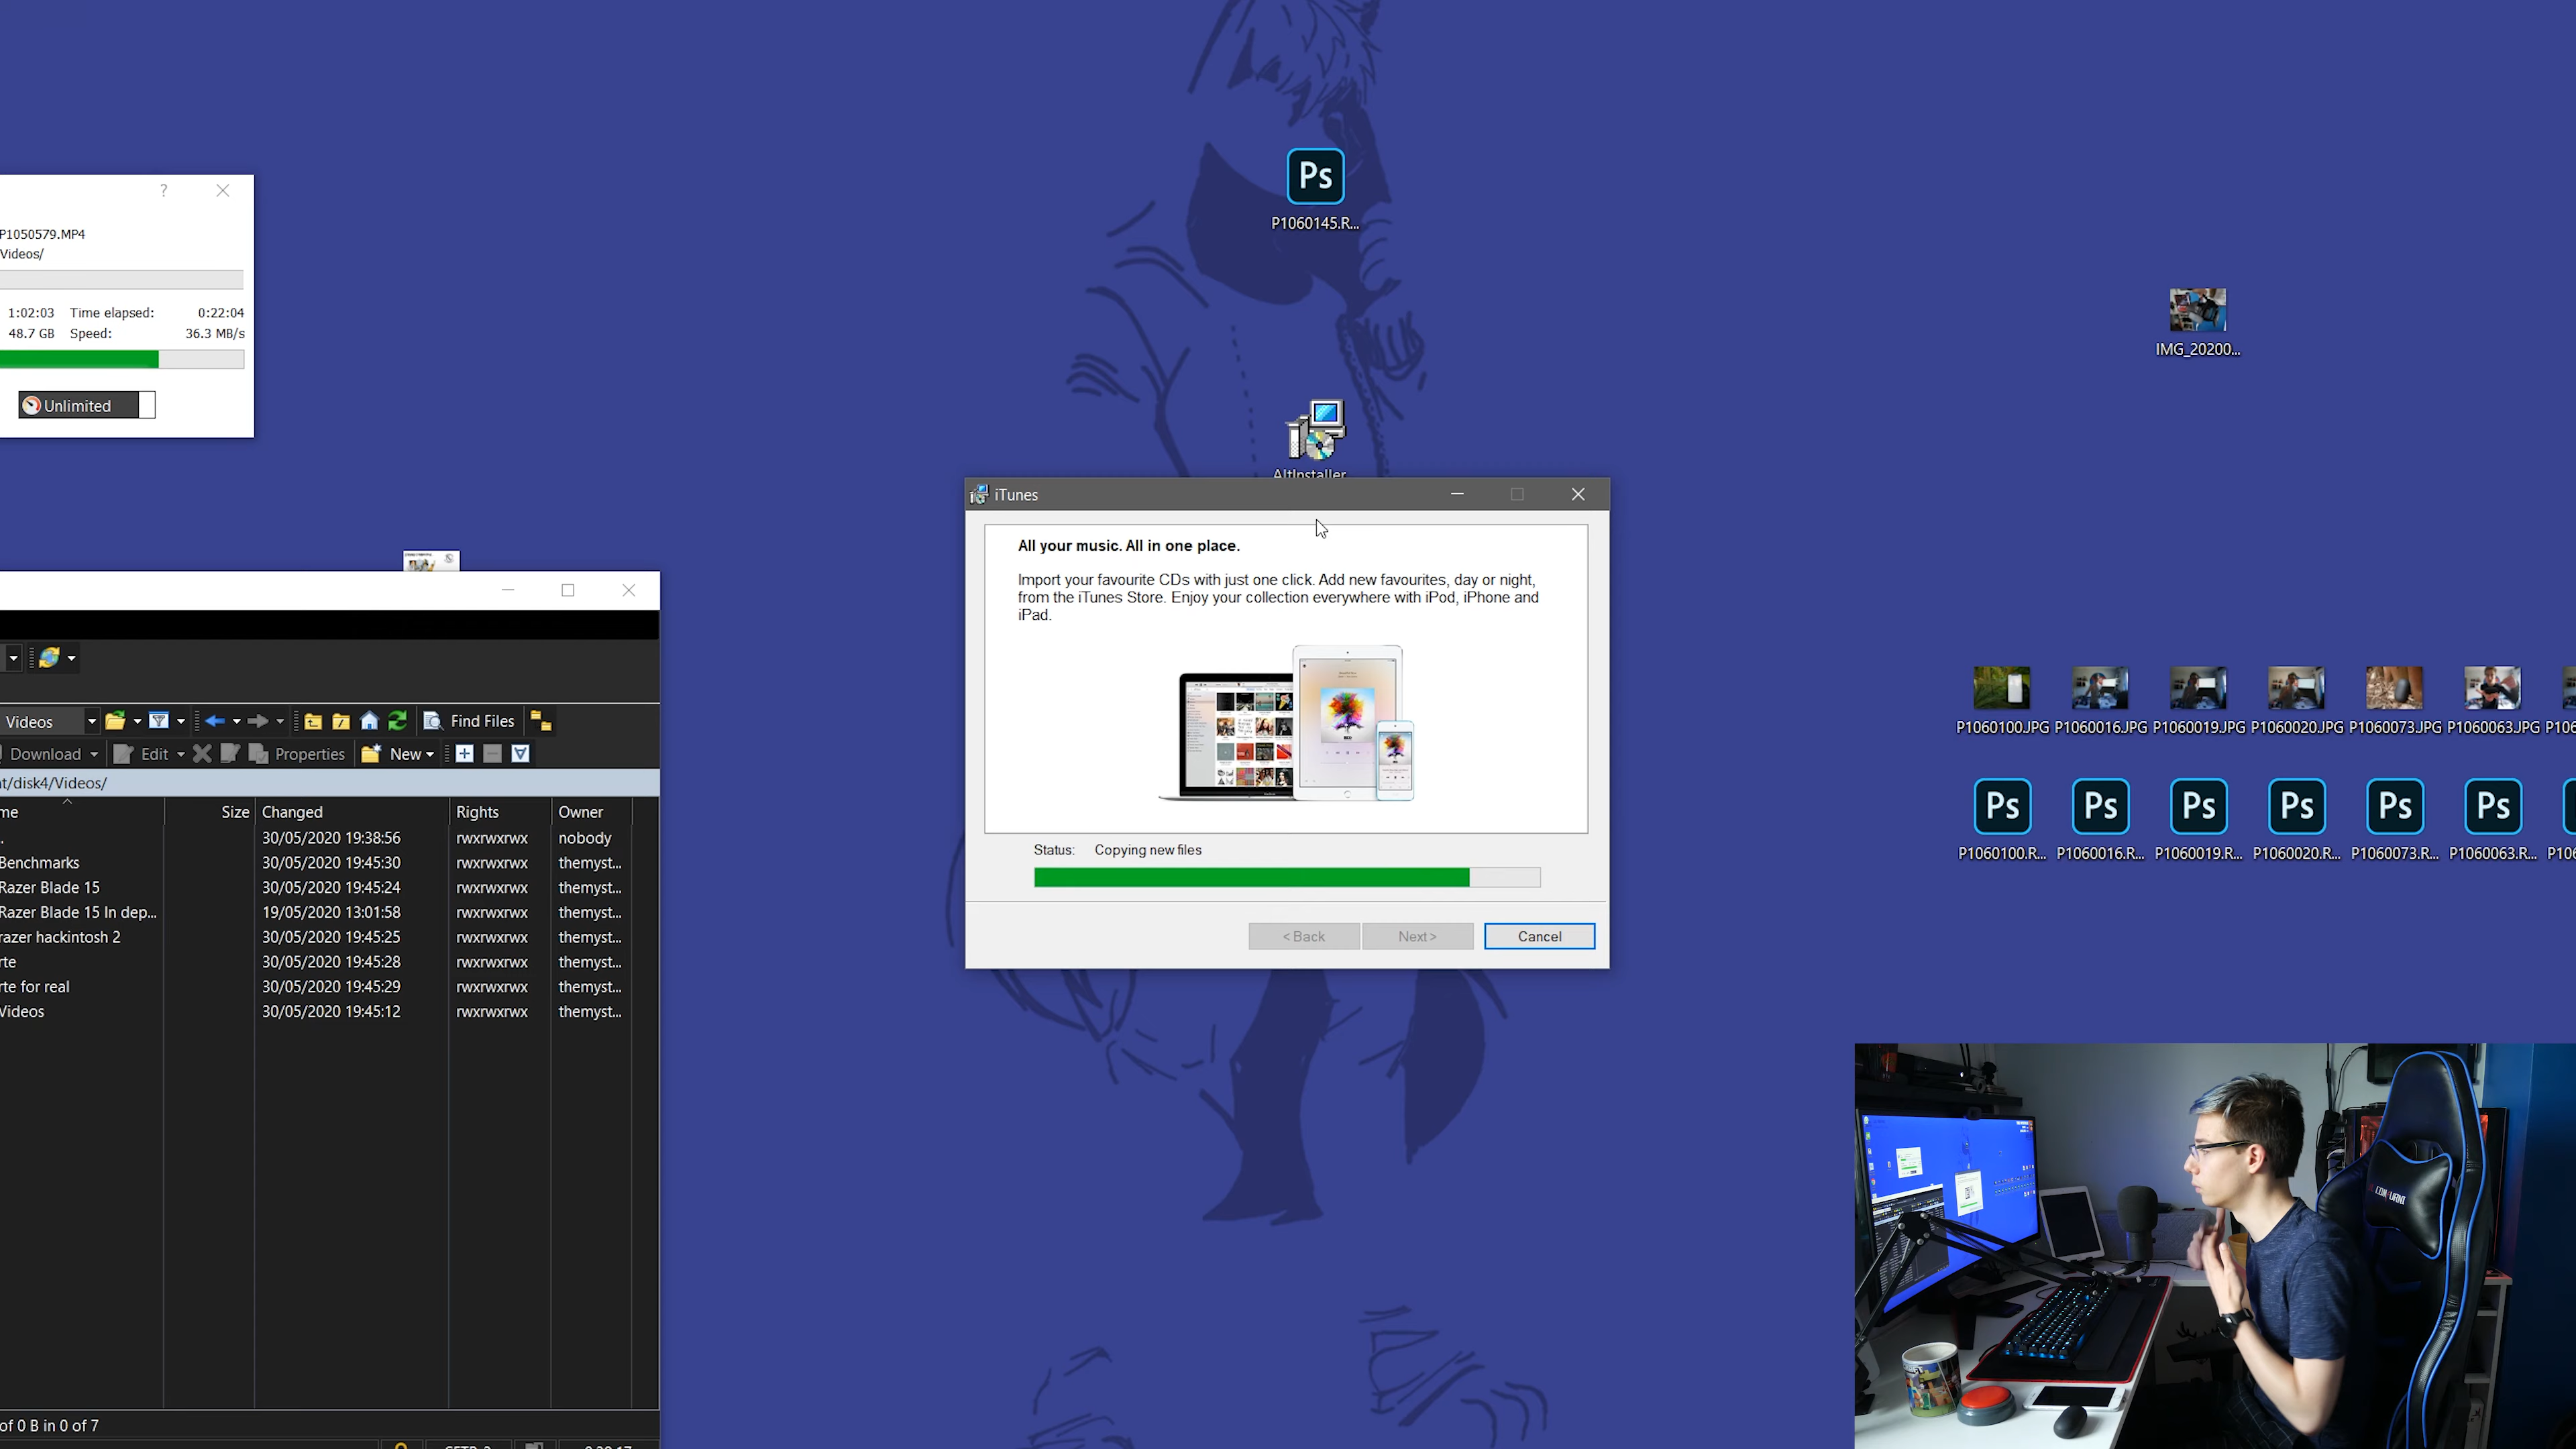 Ps
P1060145.R...
?
P1050579.MP4
Videos/
1:02:03 Time elapsed: 0:22:04
48.7 GB Speed: 36.3 MB/s
Unlimited
IMG_20200...
AltInstaller
iTunes
All your music. All in one place.
Import your favourite CDs with just one click. Add new favourites, day or night,
from the iTunes Store. Enjoy your collection everywhere with iPod, iPhone and
iPad.
Status: Copying new files
< Back Next > Cancel
Videos Find Files
Download Edit Properties New
t/disk4/Videos/
me Size Changed Rights Owner
. 30/05/2020 19:38:56 rwxrwxrwx nobody
Benchmarks 30/05/2020 19:45:30 rwxrwxrwx themyst...
Razer Blade 15 30/05/2020 19:45:24 rwxrwxrwx themyst...
Razer Blade 15 In dep... 19/05/2020 13:01:58 rwxrwxrwx themyst...
razer hackintosh 2 30/05/2020 19:45:25 rwxrwxrwx themyst...
rte 30/05/2020 19:45:28 rwxrwxrwx themyst...
rte for real 30/05/2020 19:45:29 rwxrwxrwx themyst...
Videos 30/05/2020 19:45:12 rwxrwxrwx themyst...
of 0 B in 0 of 7
P1060100.JPG P1060016.JPG P1060019.JPG P1060020.JPG P1060073.JPG P1060063.JPG P106
Ps Ps Ps Ps Ps Ps
P1060100.R... P1060016.R... P1060019.R... P1060020.R... P1060073.R... P1060063.R... P106